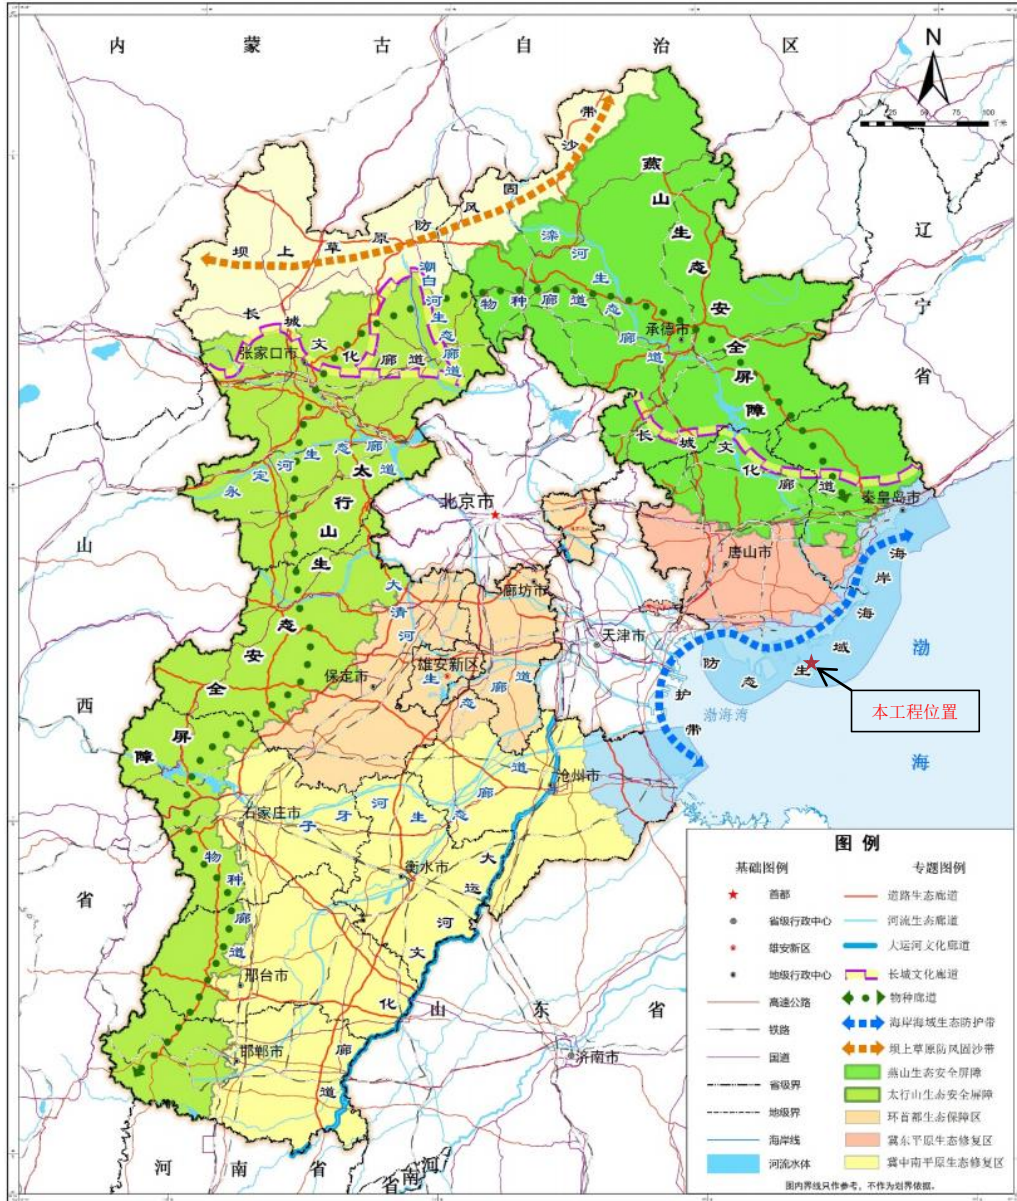 内蒙古自治区
N
0 25 50 75 100
千米
坝上草原防风固沙带
燕山生态安全屏障
滦河生态廊道
潮白河生态廊道
物种廊道
承德市
辽宁省
长城文化廊道
张家口市
长城文化廊道
永定河生态廊道
太行山生态安全屏障
北京市
秦皇岛市
山西省
唐山市
大清河生态廊道
廊坊市
天津市
雄安新区
保定市
海岸海域生态防护带
渤海
渤海湾
本工程位置
沧州市
石家庄市
子牙河生态廊道
衡水市
物种廊道
大运河文化廊道
邢台市
山东省
邯郸市
济南市
河南省
河南省
图例
基础图例
首都
省级行政中心
雄安新区
地级行政中心
高速公路
铁路
国道
省级界
地级界
海岸线
河流水体
专题图例
道路生态廊道
河流生态廊道
大运河文化廊道
长城文化廊道
物种廊道
海岸海域生态防护带
坝上草原防风固沙带
燕山生态安全屏障
太行山生态安全屏障
环首都生态保障区
冀东平原生态修复区
冀中南平原生态修复区
图内界线只作参考，不作为划界依据。